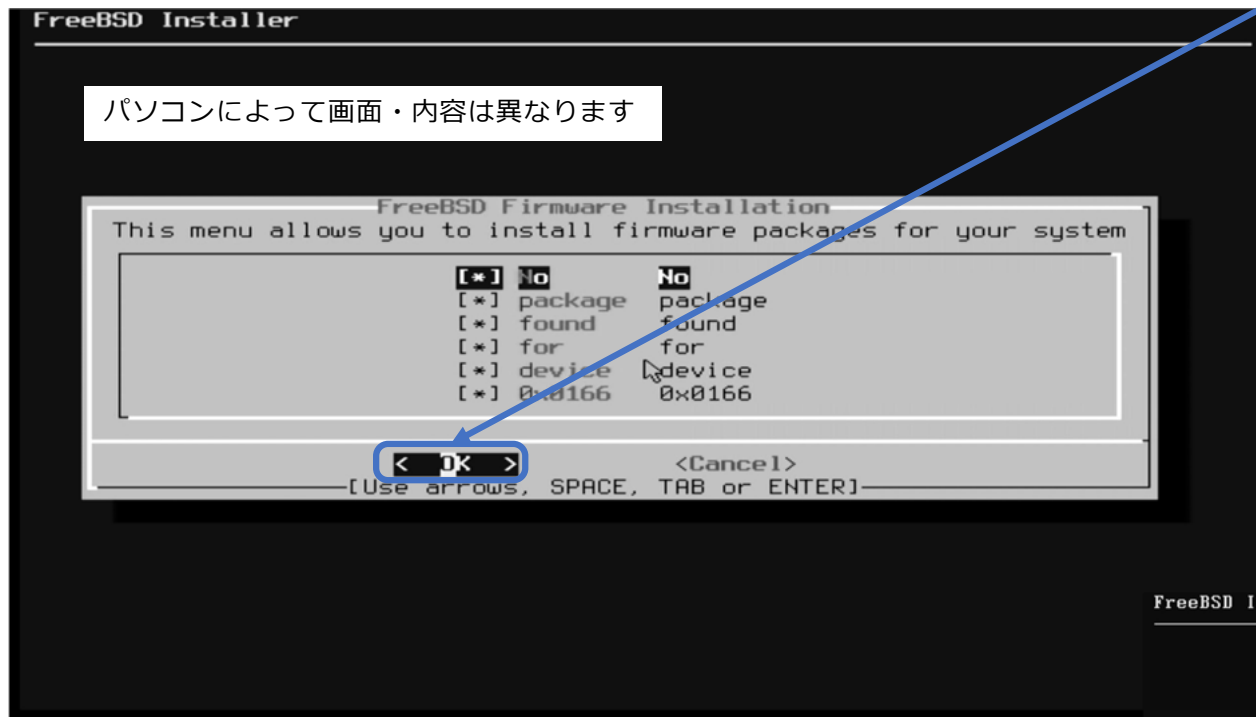 FreeBSD Installer
パソコンによって画面・内容は異なります
FreeBSD Firmware Installation
This menu allows you to install firmware packages for your system
[*] No No
[*] package package
[*] found found
[*] for for
[*] device device
[*] 0x0166 0x0166
< OK > <Cancel>
[Use arrows, SPACE, TAB or ENTER]
FreeBSD I